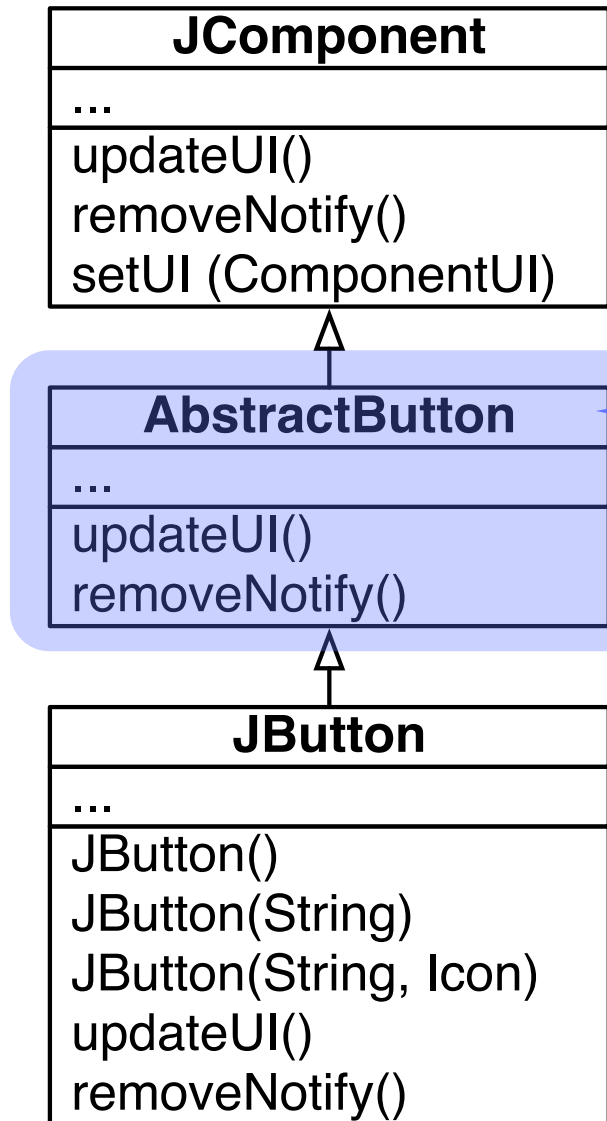 JComponent
...
updateUI()
removeNotify()
setUI (ComponentUI)
AbstractButton
...
updateUI()
removeNotify()
JButton
...
JButton()
JButton(String)
JButton(String, Icon)
updateUI()
removeNotify()